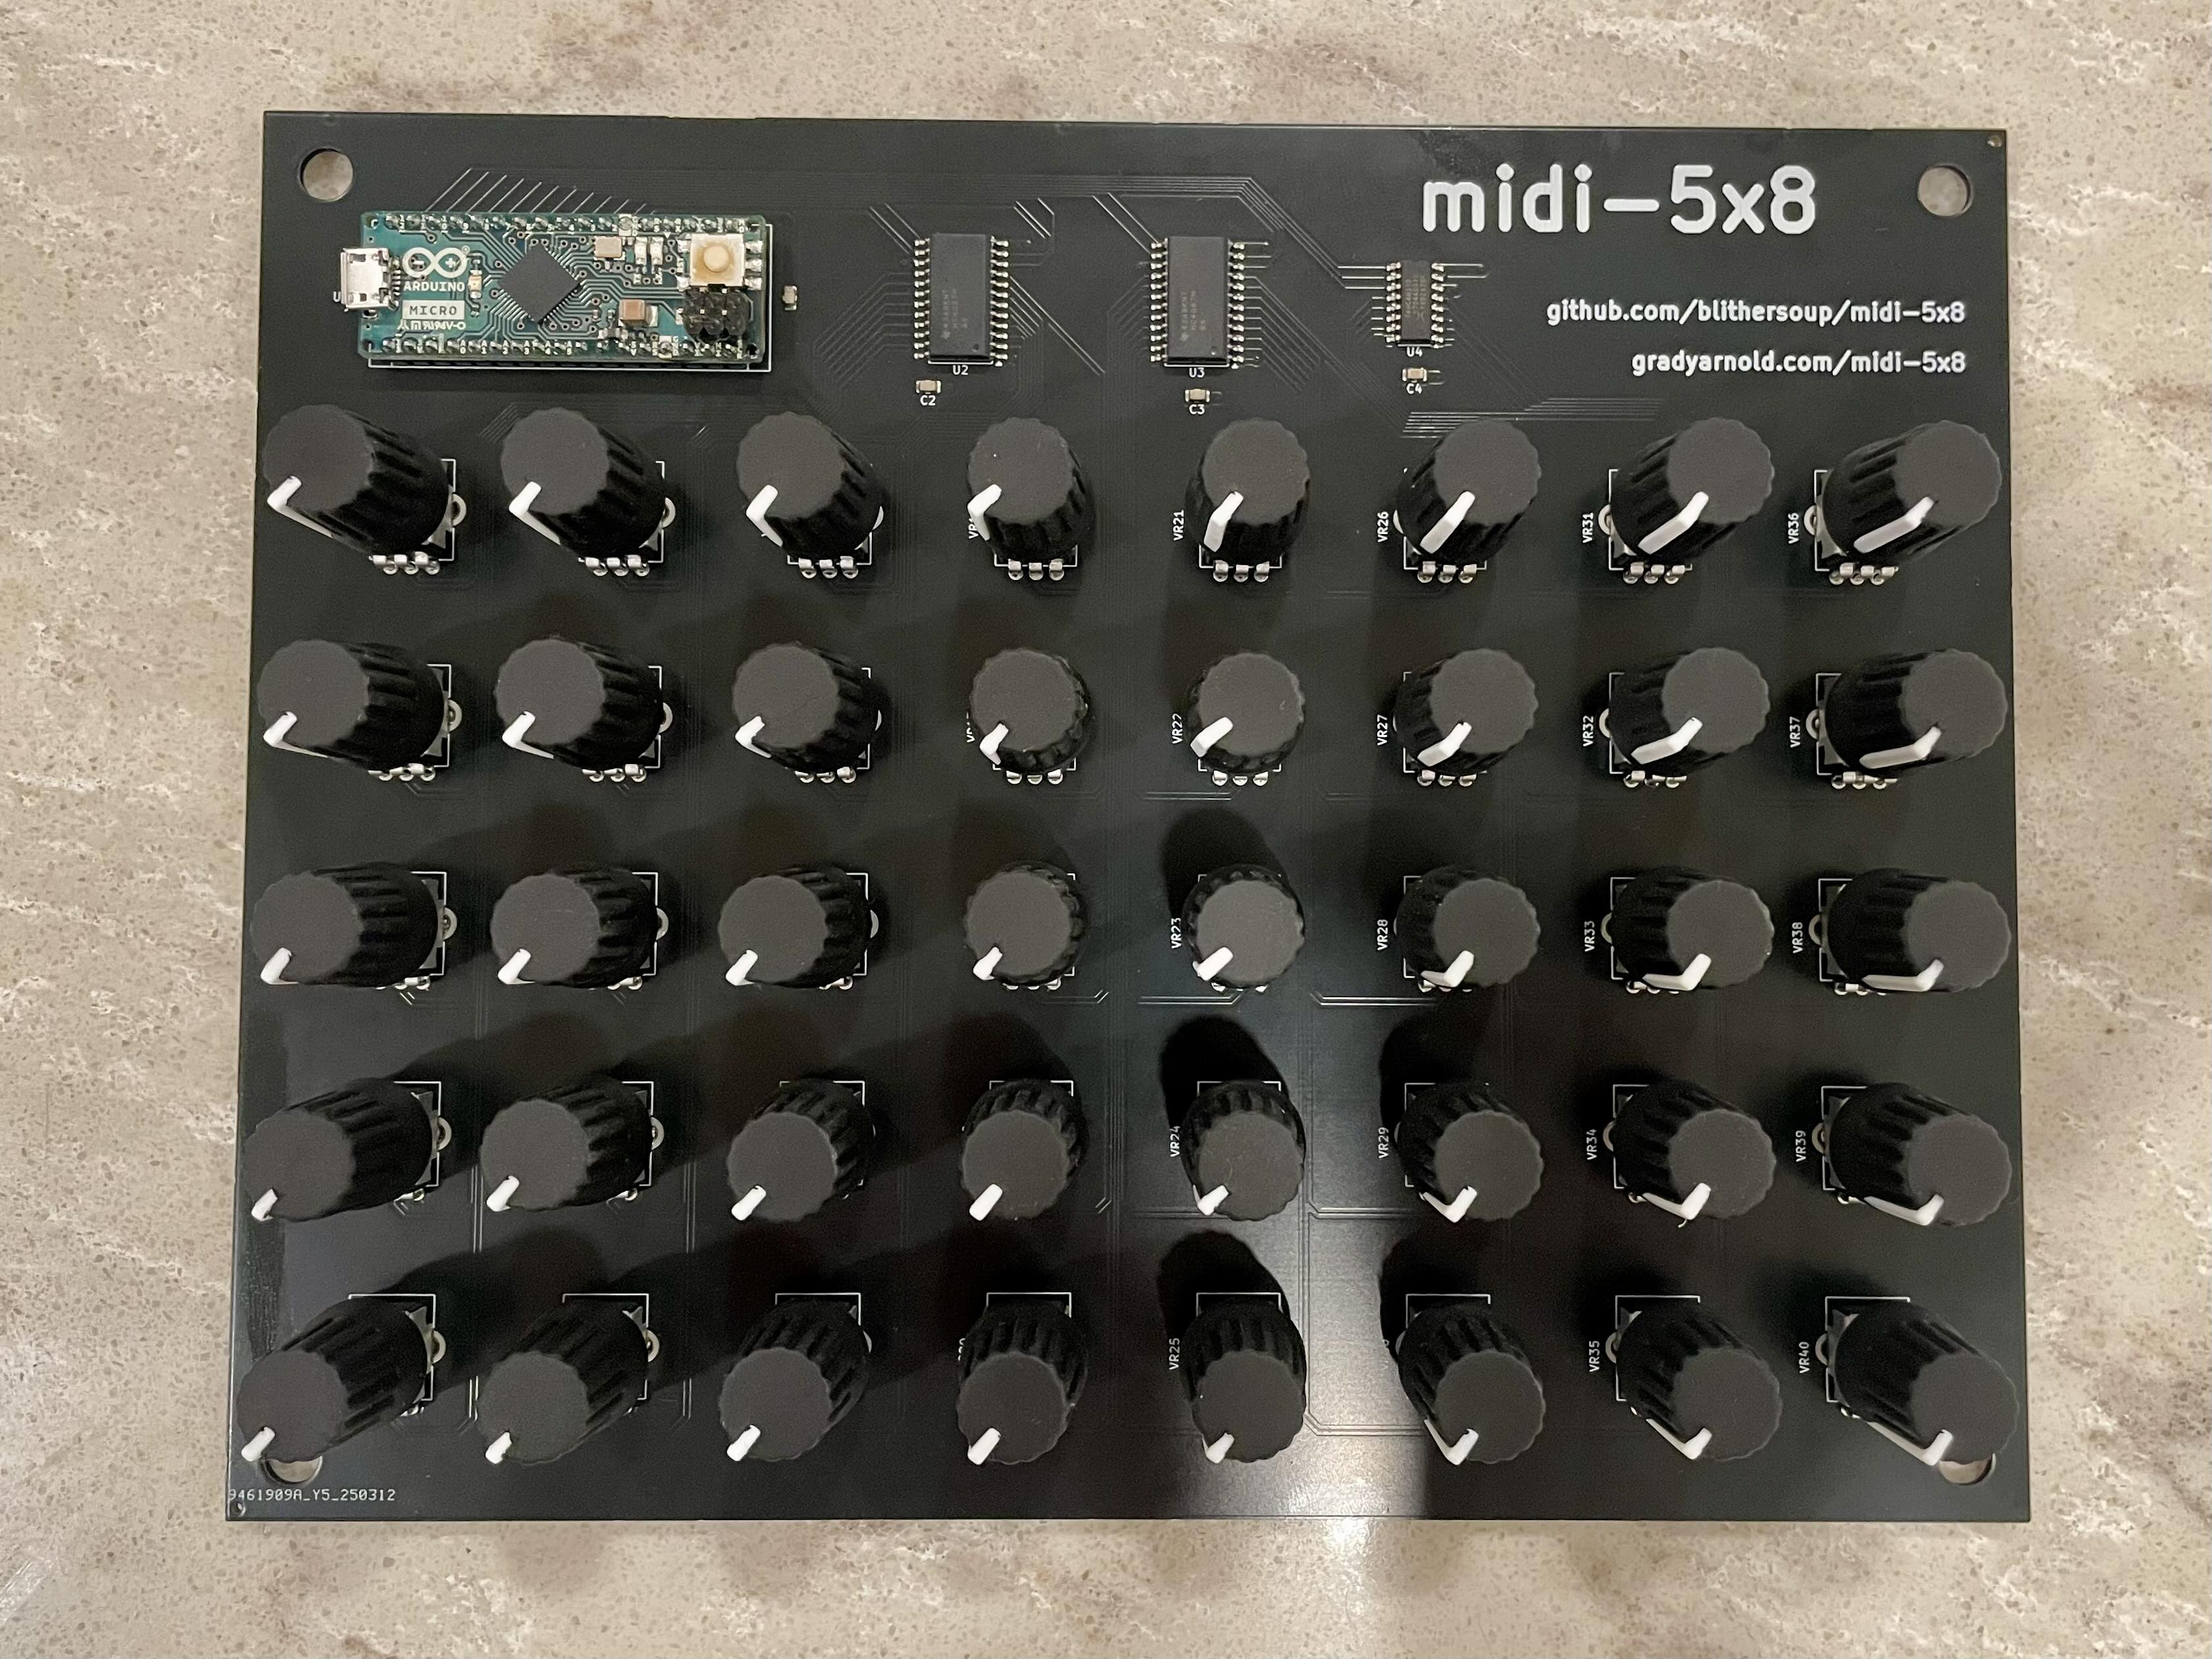 midi-5x8
github.com/blithersoup/midi-5x8
gradyarnold.com/midi-5x8
ARDUINO
MICRO
94V-0
U2
U3
U4
C2
C3
C4
VR21
VR26
VR31
VR36
VR22
VR27
VR32
VR37
VR23
VR28
VR33
VR38
VR24
VR29
VR34
VR39
VR25
VR35
VR40
9461909A_Y5_250312